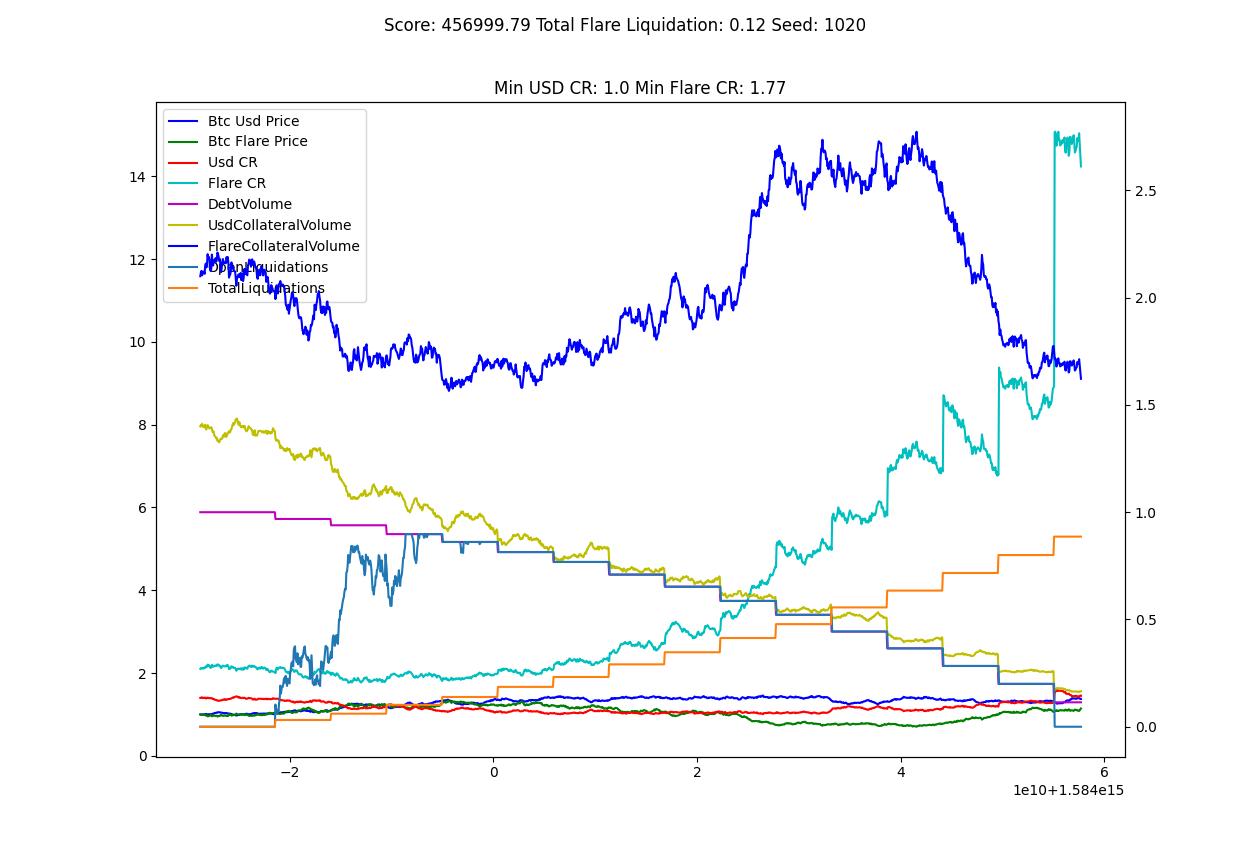 Score: 456999.79 Total Flare Liquidation: 0.12 Seed: 1020
Min USD CR: 1.0 Min Flare CR: 1.77
Btc Usd Price
Btc Flare Price
Usd CR
Flare CR
DebtVolume
UsdCollateralVolume
FlareCollateralVolume
OpenLiquidations
TotalLiquidations
14
12
10
8
6
4
2
0
2.5
2.0
1.5
1.0
0.5
0.0
−2
0
2
4
6
1e10+1.584e15